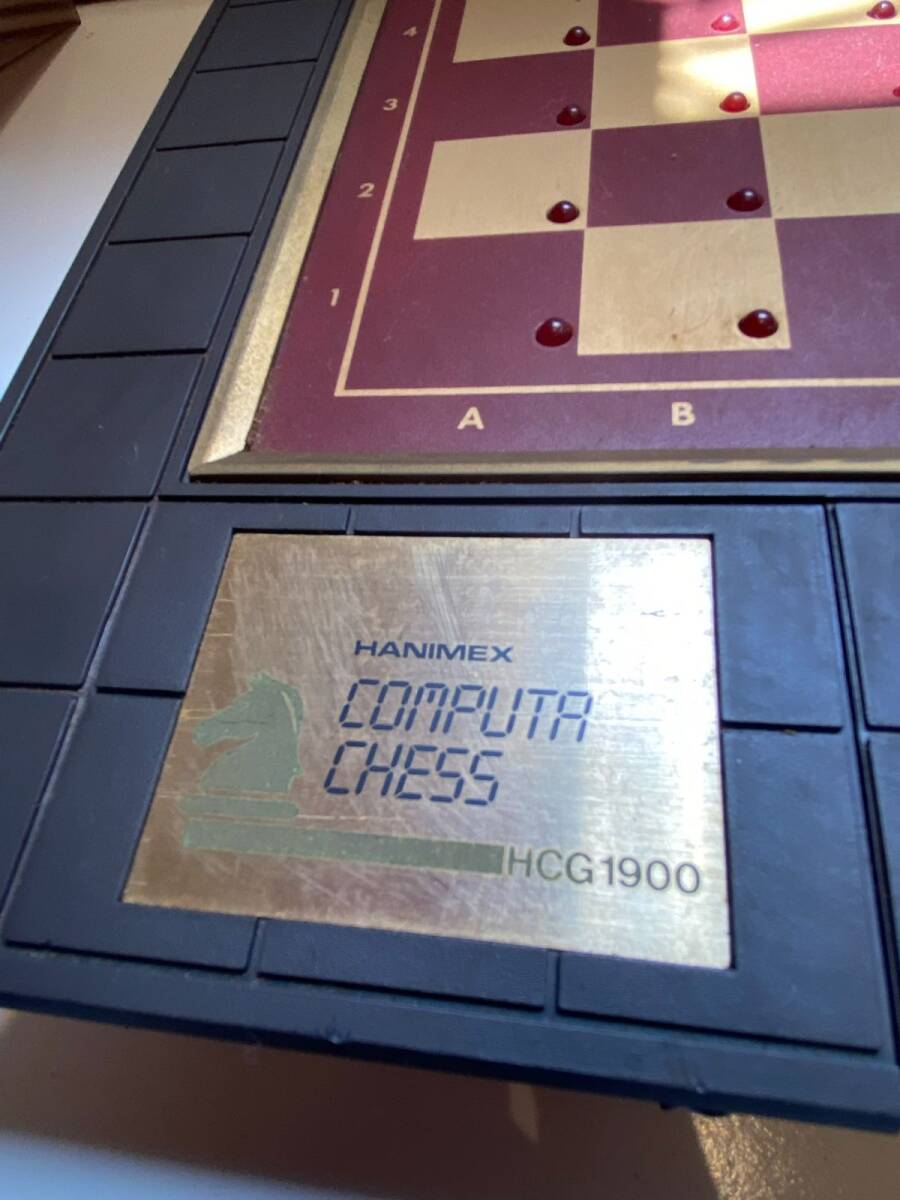 4
3
2
1
A B
HANIMEX
COMPUTA
CHESS
HCG1900